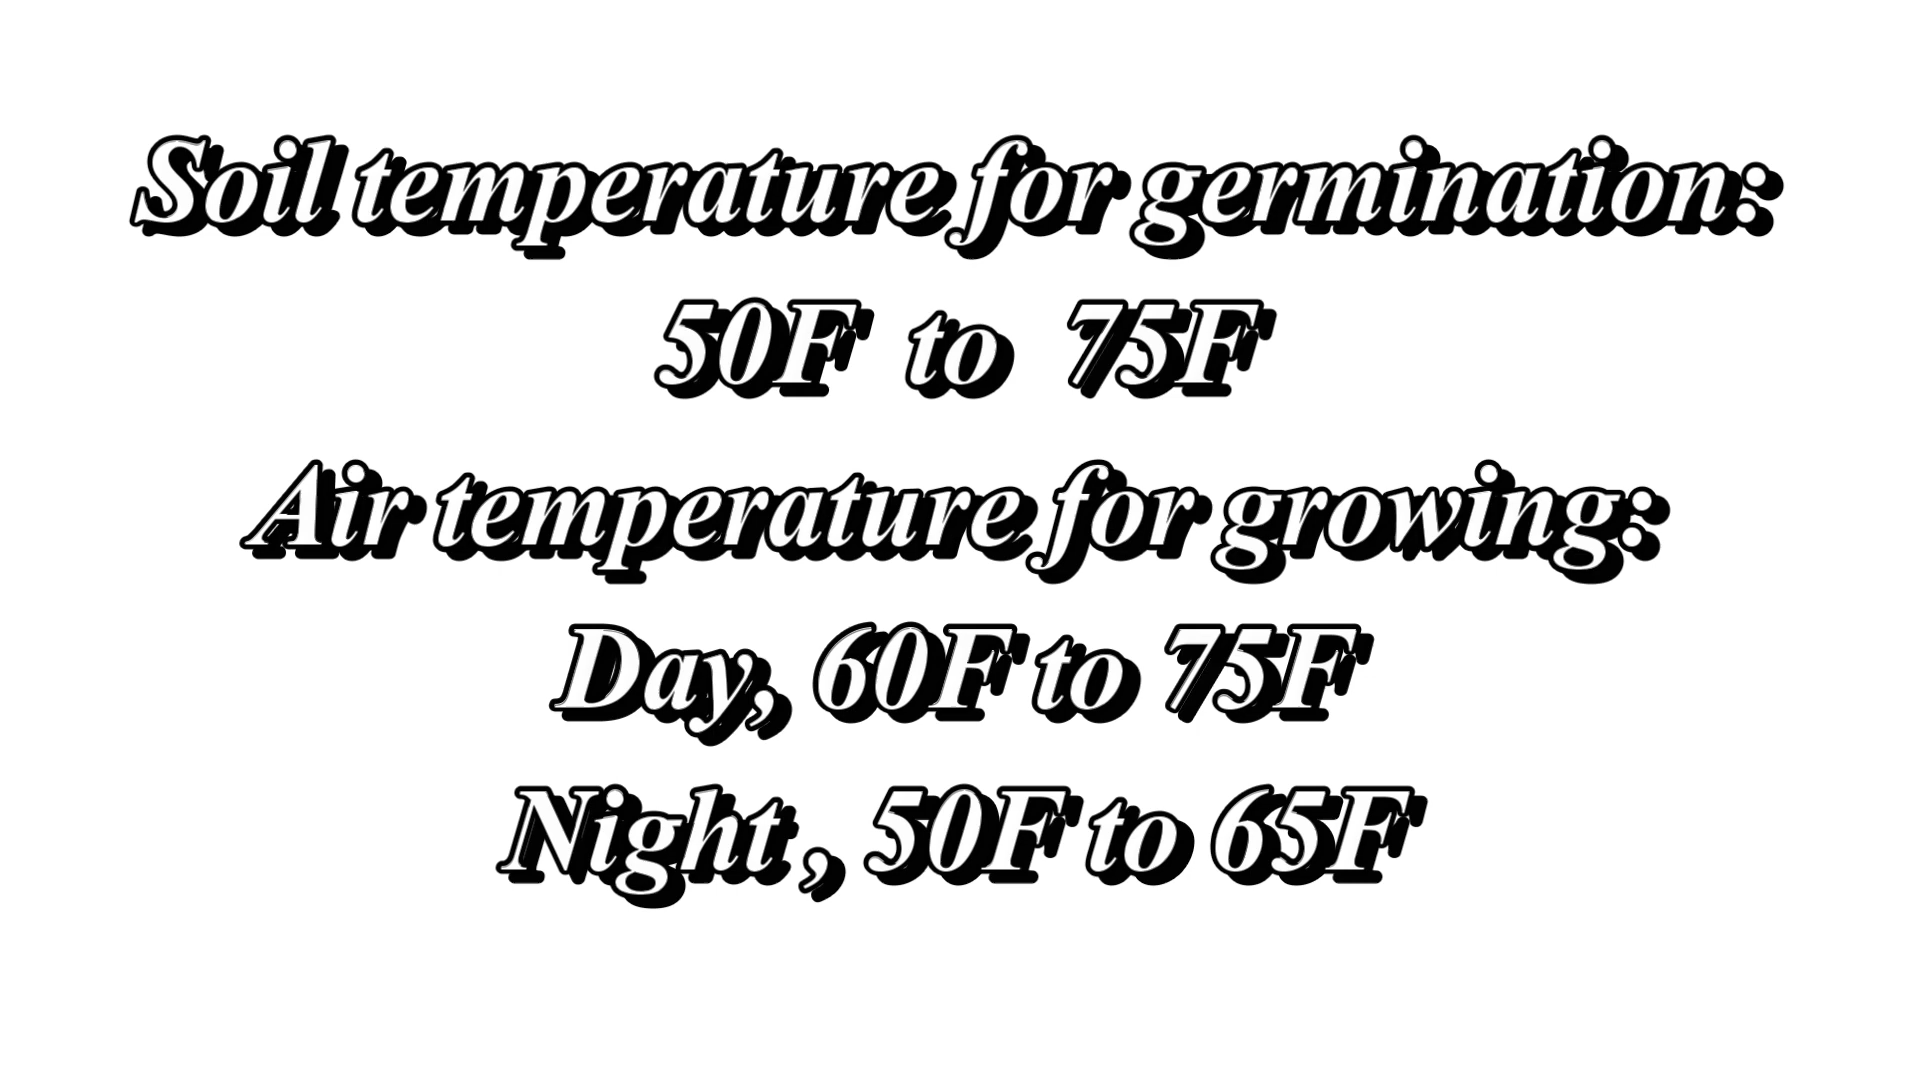 Soil temperature for germination:
50F to 75F
Air temperature for growing:
Day, 60F to 75F
Night , 50F to 65F